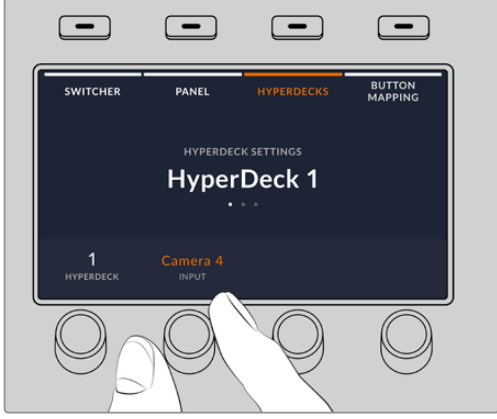 SWITCHER
PANEL
HYPERDECKS
BUTTON
MAPPING
HYPERDECK SETTINGS
HyperDeck 1
1
HYPERDECK
Camera 4
INPUT